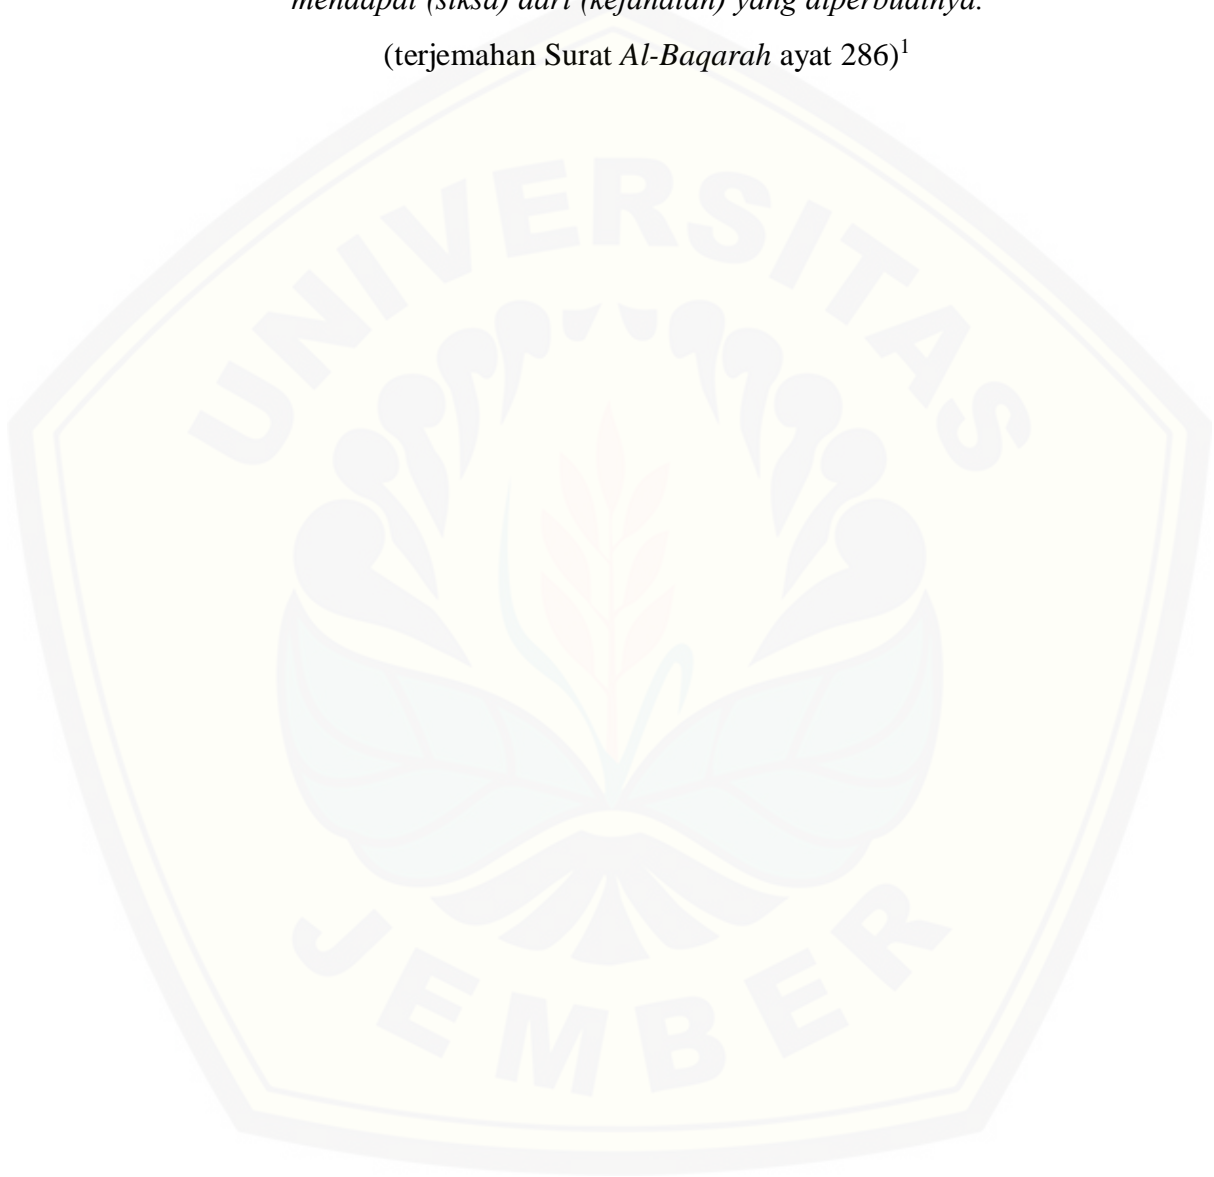 mendapat (siksa) dari (kejahatan) yang diperbuatnya.
(terjemahan Surat Al-Baqarah ayat 286)1
UNIVERSITAS
JEMBER